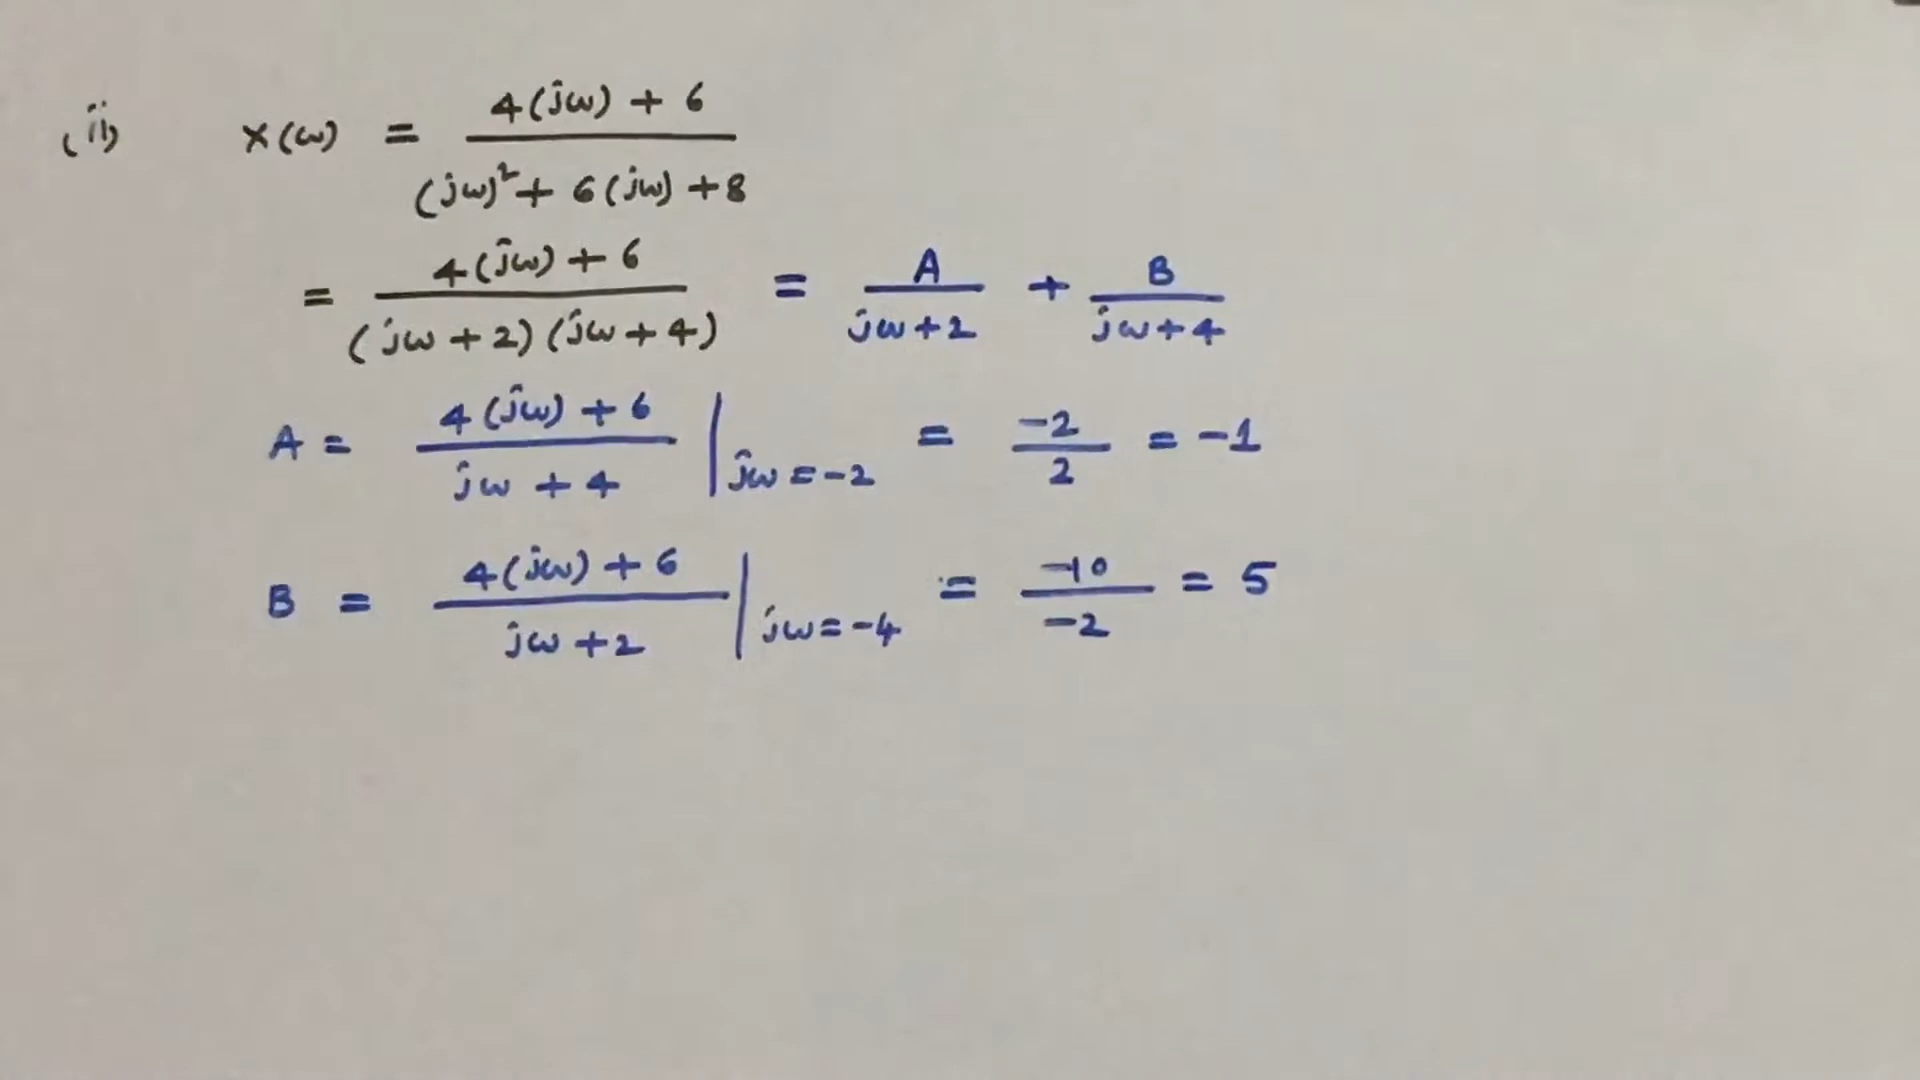 (ii) X(ω) = 4(jω) + 6 / (jω)² + 6(jω) + 8
= 4(jω) + 6 / (jω + 2)(jω + 4) = A / jω + 2 + B / jω + 4
A = 4(jω) + 6 / jω + 4 | jω = -2 = -2 / 2 = -1
B = 4(jω) + 6 / jω + 2 | jω = -4 = -10 / -2 = 5